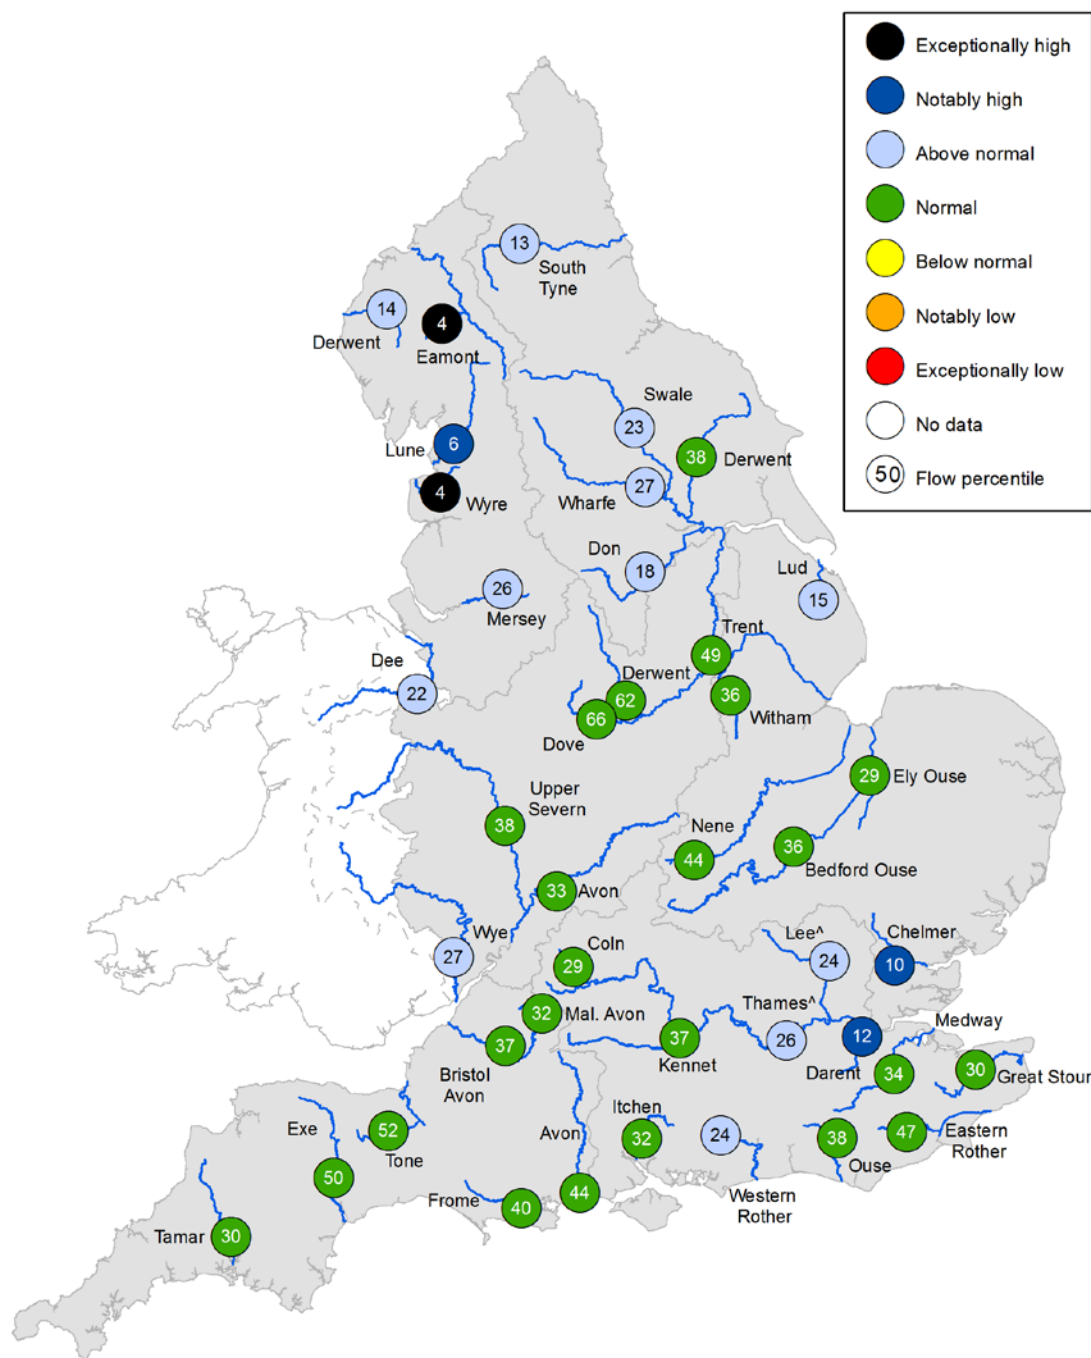 Exceptionally high
Notably high
Above normal
Normal
Below normal
Notably low
Exceptionally low
No data
50 Flow percentile
13
South
Tyne
14
Derwent
4
Eamont
Swale
23
Lune
6
38
Derwent
4
Wyre
Wharfe
27
Don
18
Lud
15
26
Mersey
Trent
49
Dee
22
Derwent
62
36
Witham
66
Dove
Upper
Severn
38
29
Ely Ouse
Nene
44
36
Bedford Ouse
33
Avon
Wye
27
Coln
29
Lee^
24
Chelmer
10
32
Mal. Avon
Thames^
26
12
Medway
37
Bristol
Avon
37
Kennet
Darent
34
30
Great Stour
Exe
52
Tone
Avon
Itchen
32
24
38
Ouse
47
Eastern
Rother
50
Frome
40
44
Western
Rother
Tamar
30